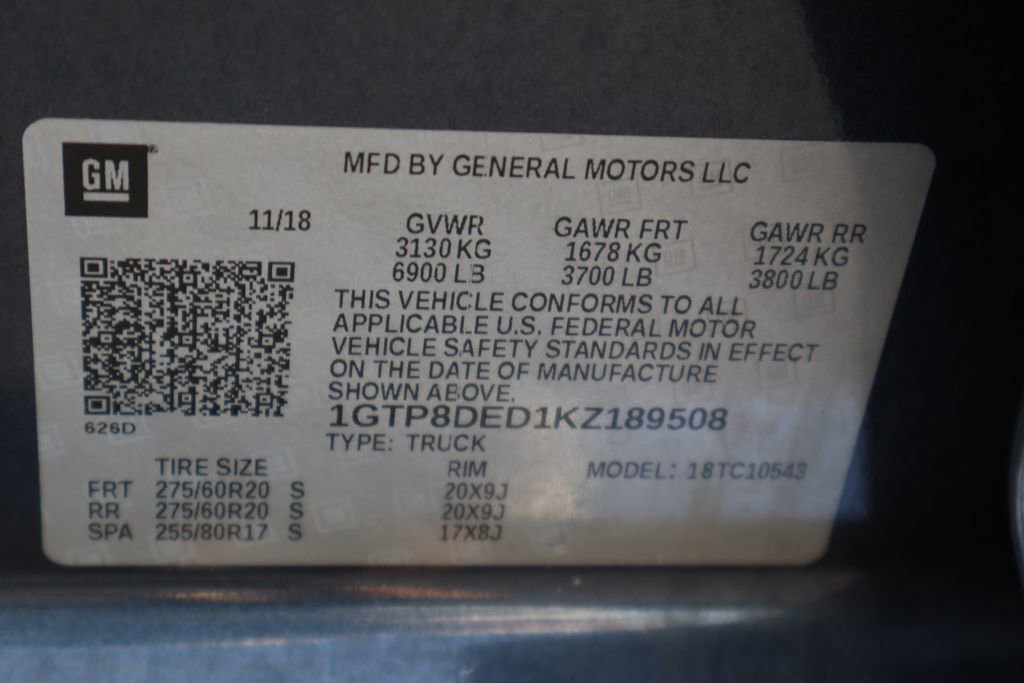 GM
MFD BY GENERAL MOTORS LLC
11/18 GVWR GAWR FRT GAWR RR
3130 KG 1678 KG 1724 KG
6900 LB 3700 LB 3800 LB
THIS VEHICLE CONFORMS TO ALL
APPLICABLE U.S. FEDERAL MOTOR
VEHICLE SAFETY STANDARDS IN EFFECT
ON THE DATE OF MANUFACTURE
SHOWN ABOVE.
626D
1GTP8DED1KZ189508
TYPE: TRUCK
TIRE SIZE RIM MODEL: 18TC10543
FRT 275/60R20 S 20X9J
RR 275/60R20 S 20X9J
SPA 255/80R17 S 17X8J